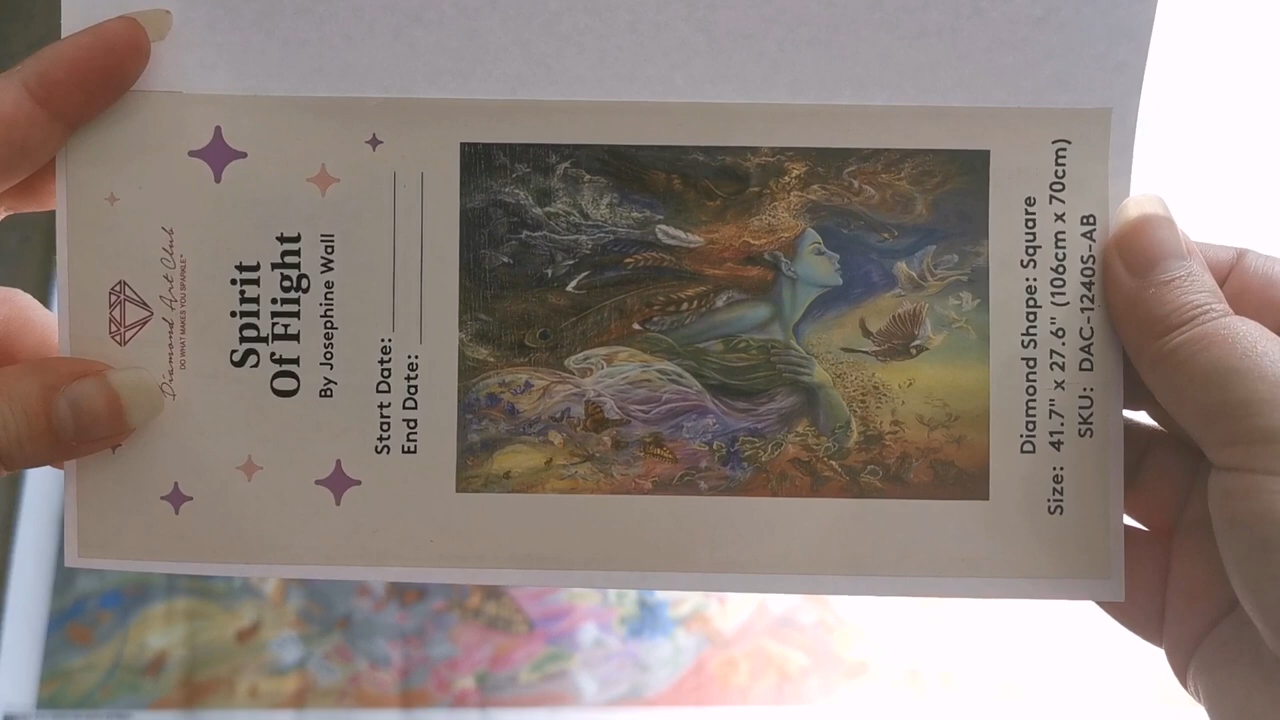 Diamond Art Club
DO WHAT MAKES YOU SPARKLE®
Spirit
Of Flight
By Josephine Wall
Start Date:
End Date:
Diamond Shape: Square
Size: 41.7" x 27.6" (106cm x 70cm)
SKU: DAC-1240S-AB